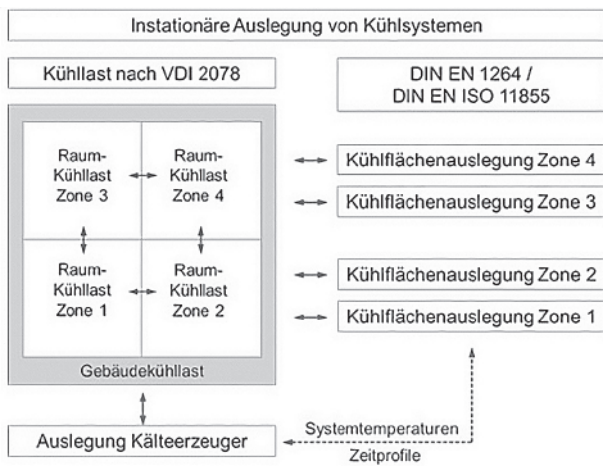 Instationäre Auslegung von Kühlsystemen
Kühllast nach VDI 2078
DIN EN 1264 /
DIN EN ISO 11855
Raum-
Kühllast
Zone 3
Raum-
Kühllast
Zone 4
Raum-
Kühllast
Zone 1
Raum-
Kühllast
Zone 2
Gebäudekühllast
Kühlflächenauslegung Zone 4
Kühlflächenauslegung Zone 3
Kühlflächenauslegung Zone 2
Kühlflächenauslegung Zone 1
Auslegung Kälteerzeuger
Systemtemperaturen
Zeitprofile